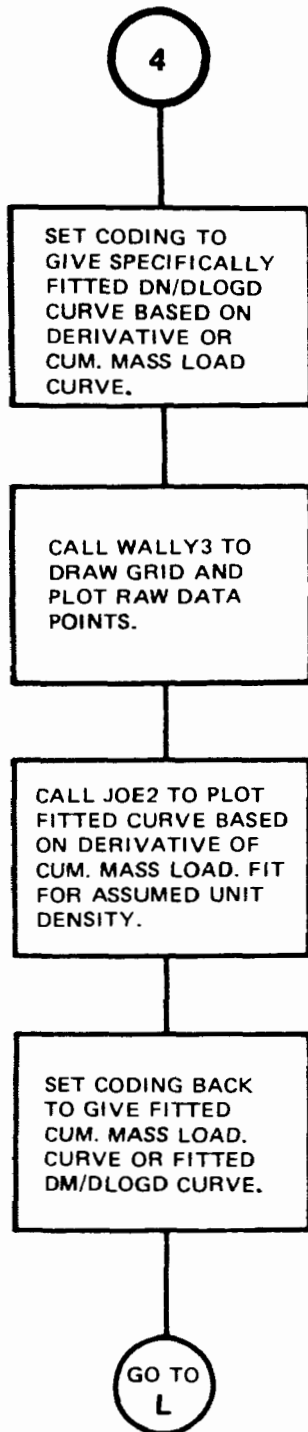 4
SET CODING TO
GIVE SPECIFICALLY
FITTED DN/DLOGD
CURVE BASED ON
DERIVATIVE OR
CUM. MASS LOAD
CURVE.
CALL WALLY3 TO
DRAW GRID AND
PLOT RAW DATA
POINTS.
CALL JOE2 TO PLOT
FITTED CURVE BASED
ON DERIVATIVE OF
CUM. MASS LOAD. FIT
FOR ASSUMED UNIT
DENSITY.
SET CODING BACK
TO GIVE FITTED
CUM. MASS LOAD.
CURVE OR FITTED
DM/DLOGD CURVE.
GO TO
L